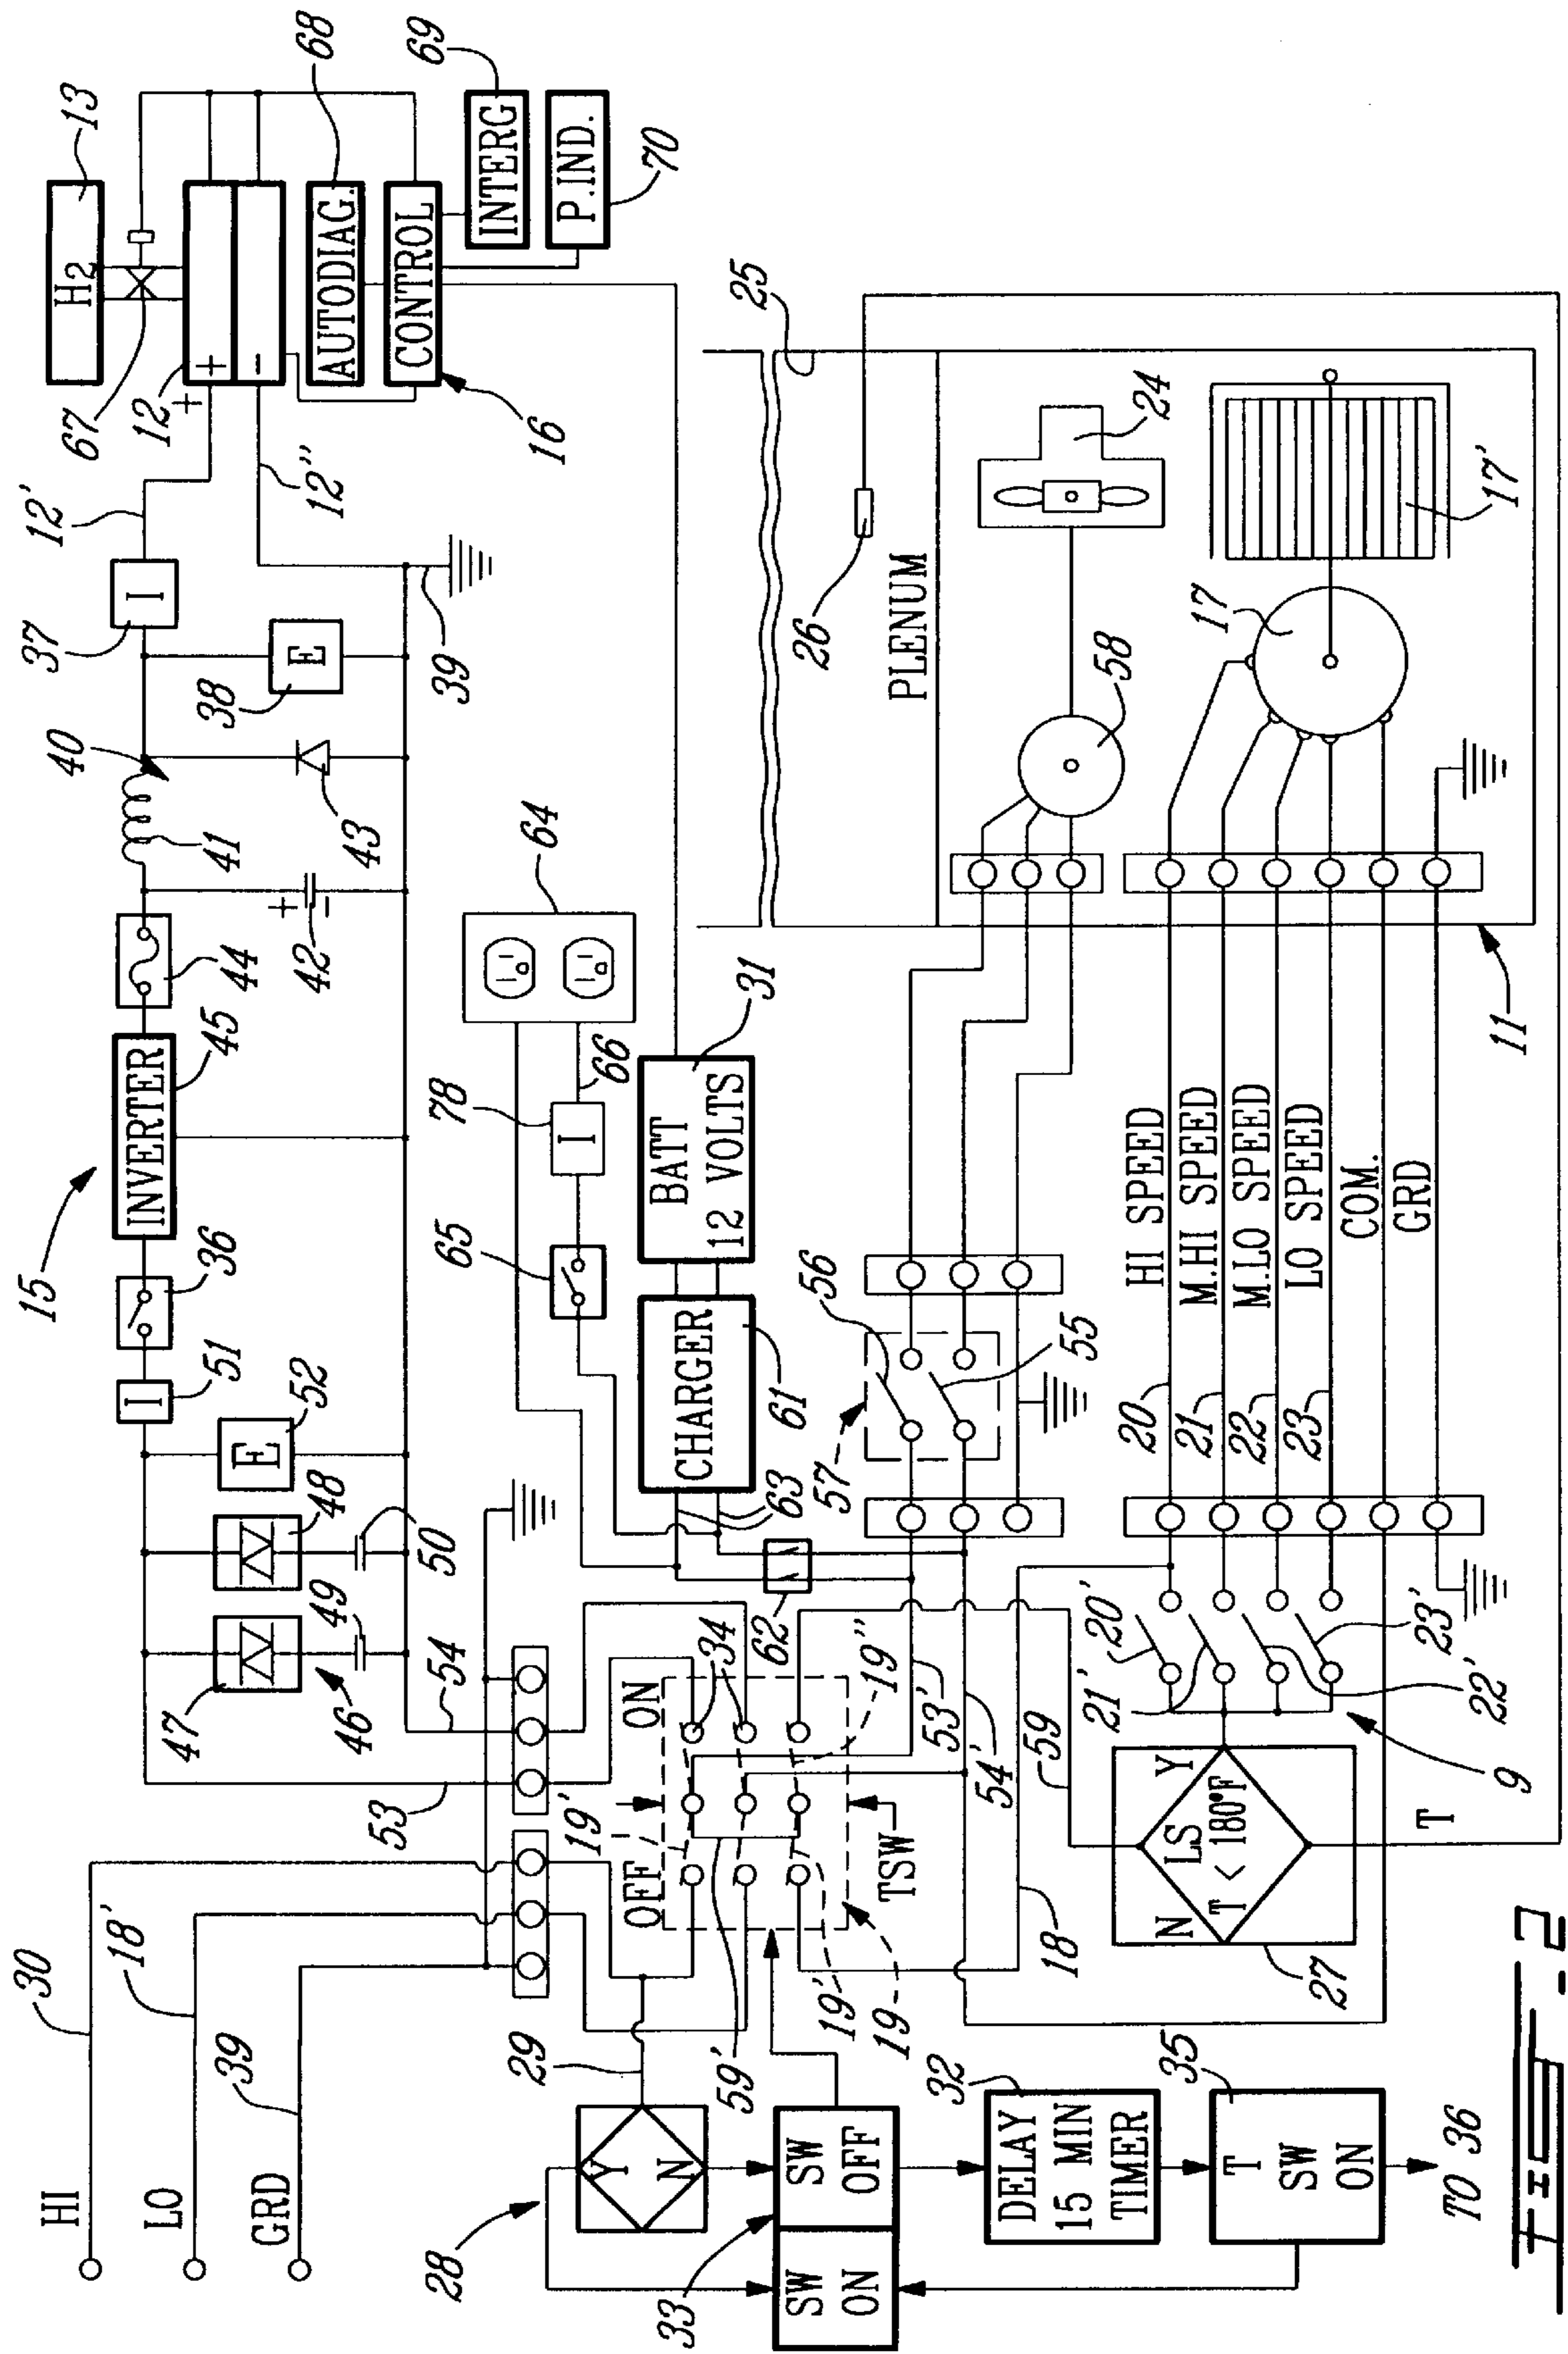 HI
30
LO
18'
GRD
39
53
47
46
49
54
48
50
E
52
I
51
36
15
INVERTER
45
44
+
-
42
41
40
43
E
38
I
37
39
12'
12''
+
12
+
-
67
H2
13
AUTODIAG.
68
CONTROL
16
INTERG
69
P.IND.
70
64
66
I
78
65
BATT
12 VOLTS
31
CHARGER
61
63
62
29
28
Y
N
33
SW
ON
SW
OFF
DELAY
15 MIN
TIMER
32
T
SW
ON
35
TO 36
OFF
ON
19'
34
19''
TSW
19'
19
59'
53'
54'
18
59
57
56
55
N
Y
LS
T < 180°F
27
T
9
20'
21'
22'
23'
20
21
22
23
HI SPEED
M.HI SPEED
M.LO SPEED
LO SPEED
COM.
GRD
11
PLENUM
25
26
24
58
17
17'
FIG-2